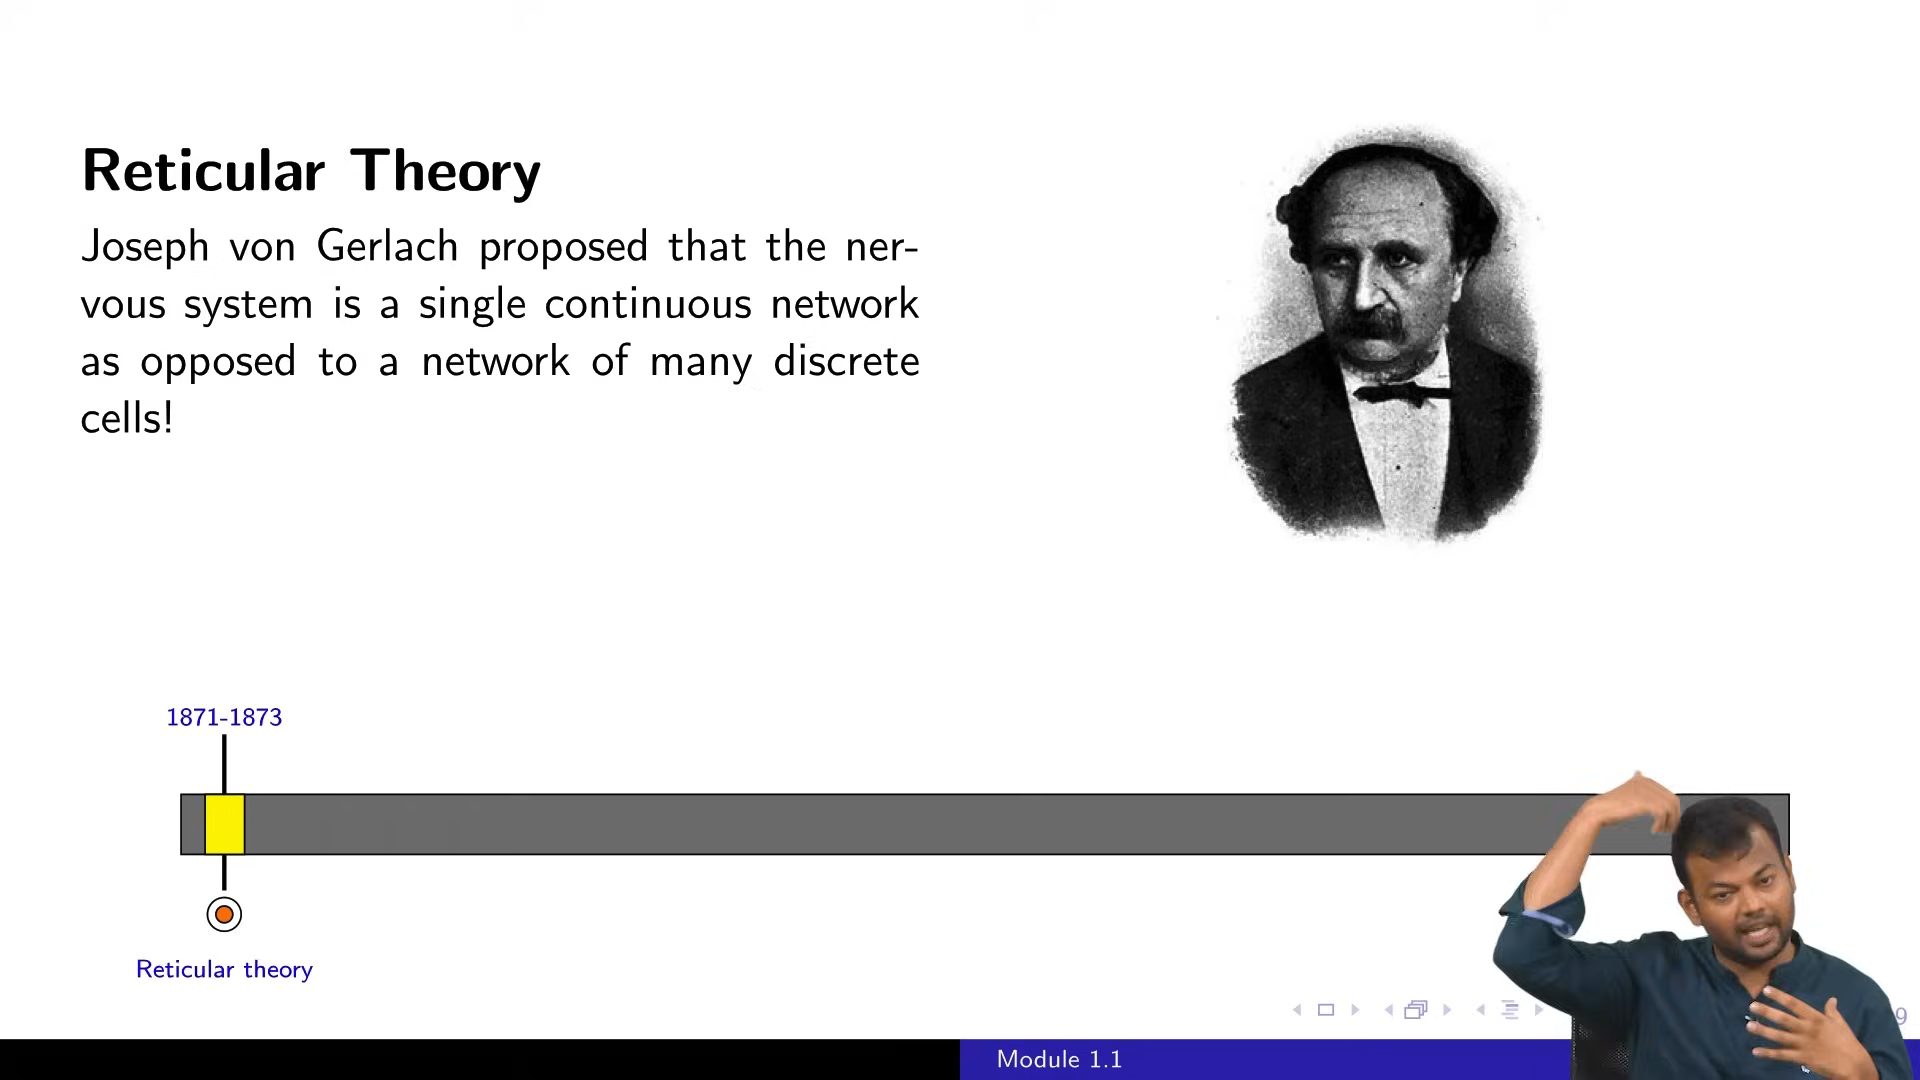 Reticular Theory
Joseph von Gerlach proposed that the ner-
vous system is a single continuous network
as opposed to a network of many discrete
cells!
1871-1873
Reticular theory
9
Module 1.1